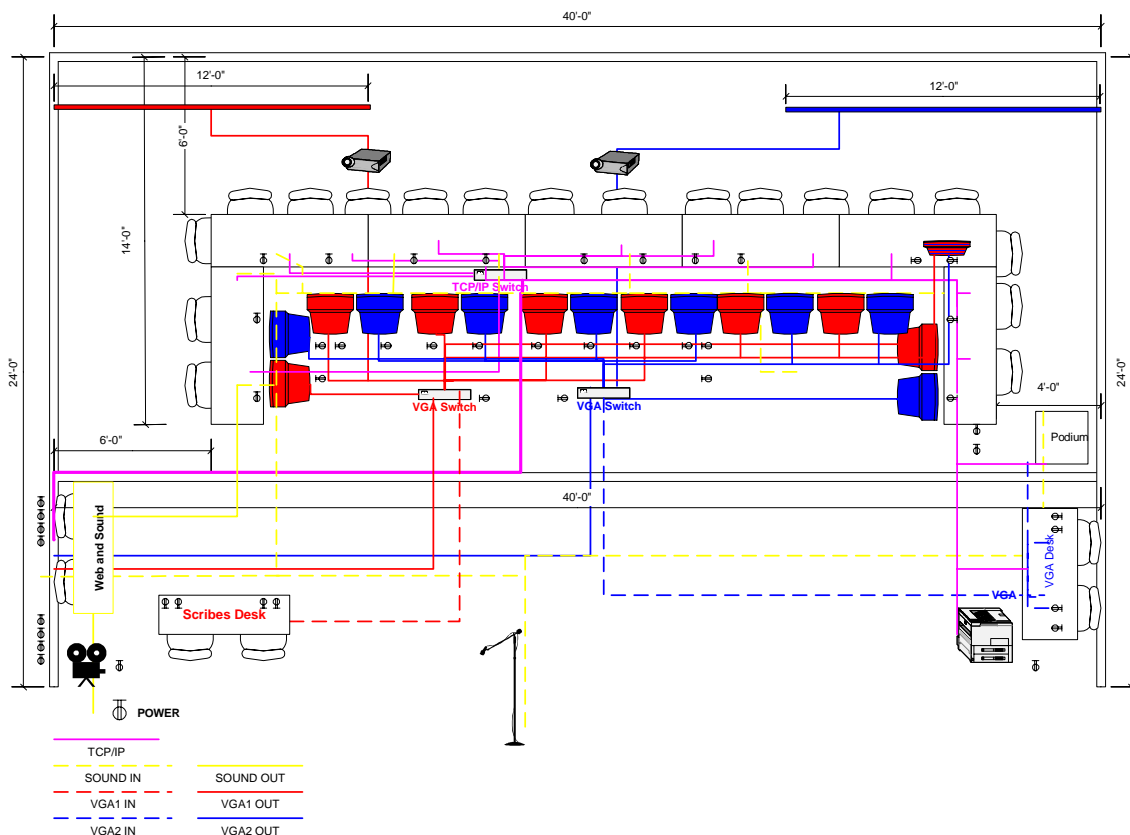 40'-0"
12'-0"
12'-0"
6'-0"
14'-0"
24'-0"
24'-0"
TCP/IP Switch
VGA Switch
VGA Switch
4'-0"
Podium
6'-0"
40'-0"
Web and Sound
VGA Desk
VGA
Scribes Desk
POWER
TCP/IP
SOUND IN
SOUND OUT
VGA1 IN
VGA1 OUT
VGA2 IN
VGA2 OUT